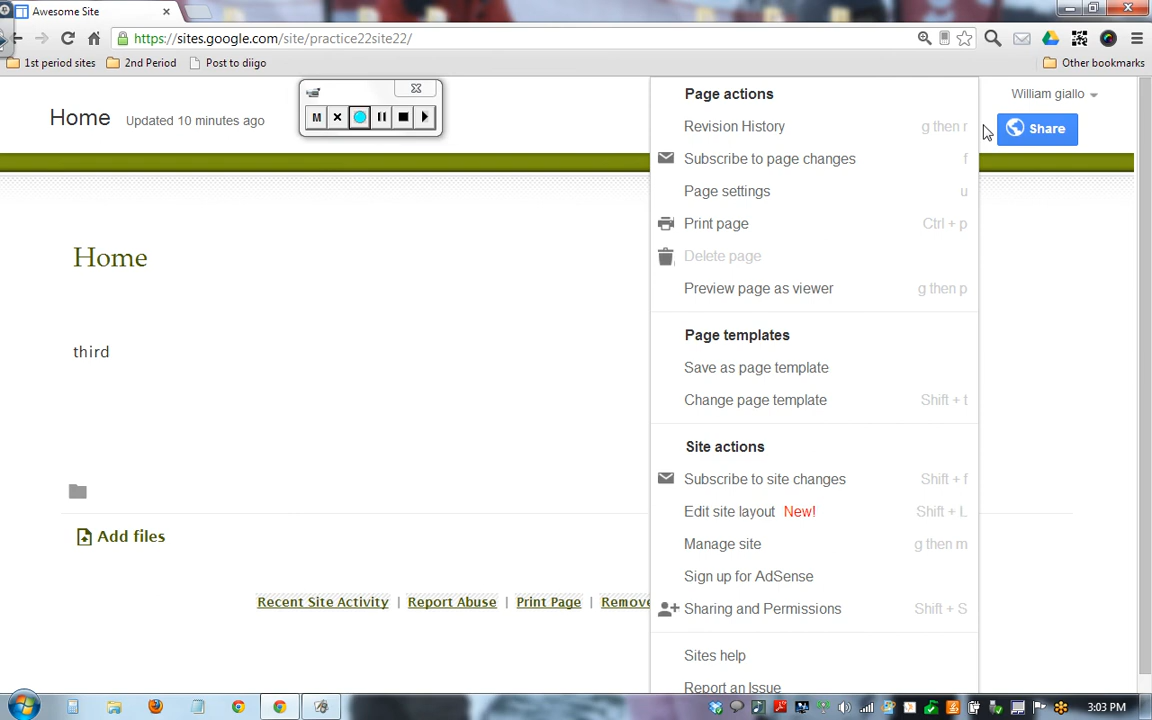 Awesome Site
https://sites.google.com/site/practice22site22/
1st period sites
2nd Period
Post to diigo
Other bookmarks
Home
Updated 10 minutes ago
M
William giallo
Share
Page actions
Revision History
g then r
Subscribe to page changes
f
Page settings
u
Print page
Ctrl + p
Delete page
Preview page as viewer
g then p
Page templates
Save as page template
Change page template
Shift + t
Site actions
Subscribe to site changes
Shift + f
Edit site layout New!
Shift + L
Manage site
g then m
Sign up for AdSense
Sharing and Permissions
Shift + S
Sites help
Report an Issue
Home
third
Add files
Recent Site Activity | Report Abuse | Print Page | Remove
3:03 PM